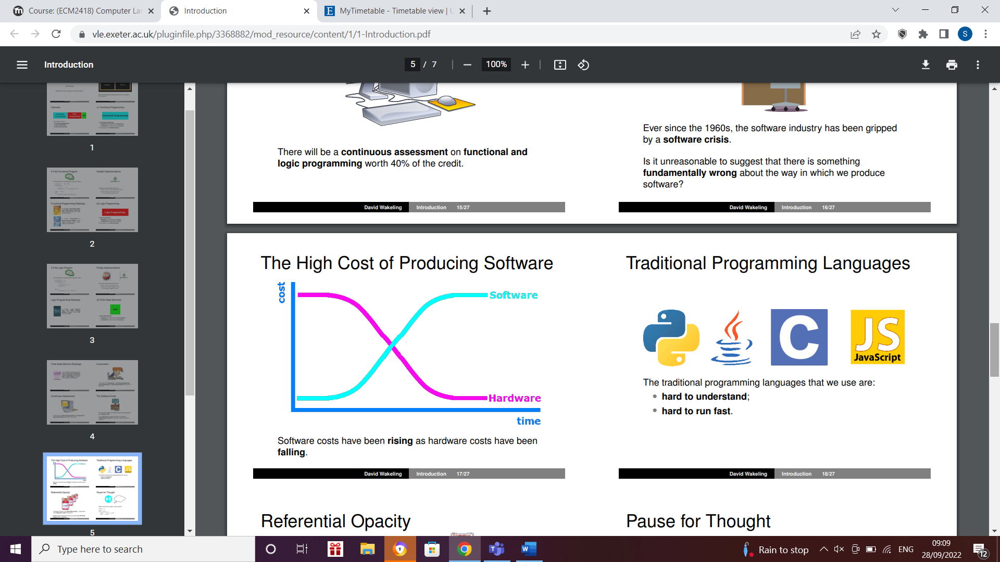 Course: (ECM2418) Computer La
Introduction
MyTimetable - Timetable view | U
vle.exeter.ac.uk/pluginfile.php/3368882/mod_resource/content/1/1-Introduction.pdf
S
Introduction
5 / 7
100%
1
2
3
4
5
There will be a continuous assessment on functional and
logic programming worth 40% of the credit.
David Wakeling Introduction 15/27
Ever since the 1960s, the software industry has been gripped
by a software crisis.
Is it unreasonable to suggest that there is something
fundamentally wrong about the way in which we produce
software?
David Wakeling Introduction 16/27
The High Cost of Producing Software
cost
Software
Hardware
time
Software costs have been rising as hardware costs have been
falling.
David Wakeling Introduction 17/27
Traditional Programming Languages
C
JS
JavaScript
The traditional programming languages that we use are:
• hard to understand;
• hard to run fast.
David Wakeling Introduction 18/27
Referential Opacity
Pause for Thought
Type here to search
Rain to stop
ENG
09:09
28/09/2022
12